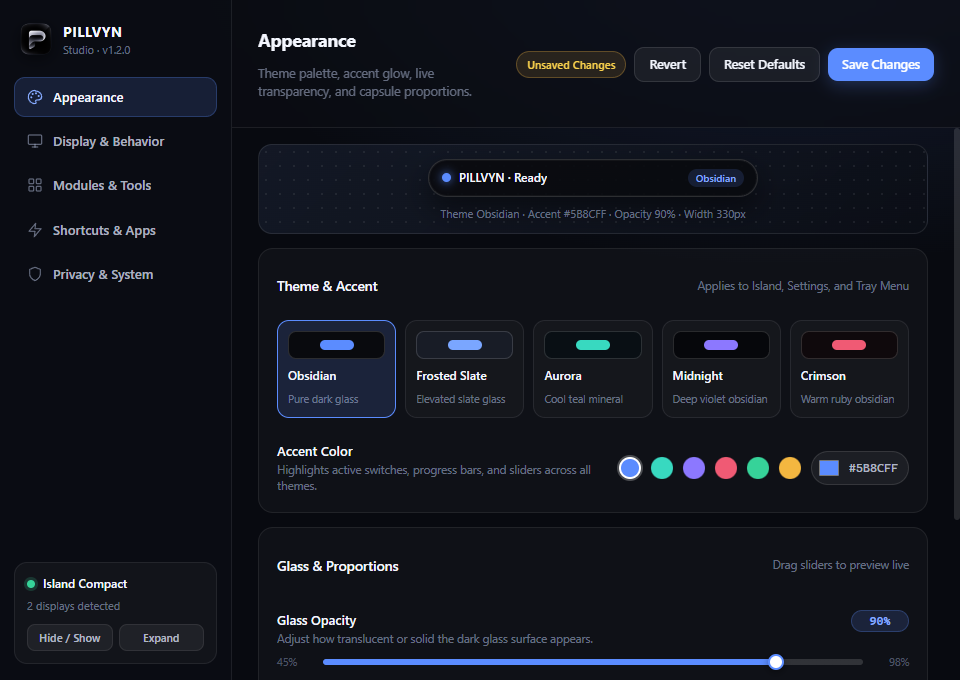 PILLVYN
Studio · v1.2.0
Appearance
Display & Behavior
Modules & Tools
Shortcuts & Apps
Privacy & System
Island Compact
2 displays detected
Hide / Show
Expand
Appearance
Theme palette, accent glow, live
transparency, and capsule proportions.
Unsaved Changes
Revert
Reset Defaults
Save Changes
PILLVYN · Ready
Obsidian
Theme Obsidian · Accent #5B8CFF · Opacity 90% · Width 330px
Theme & Accent
Applies to Island, Settings, and Tray Menu
Obsidian
Pure dark glass
Frosted Slate
Elevated slate glass
Aurora
Cool teal mineral
Midnight
Deep violet obsidian
Crimson
Warm ruby obsidian
Accent Color
Highlights active switches, progress bars, and sliders across all
themes.
#5B8CFF
Glass & Proportions
Drag sliders to preview live
Glass Opacity
90%
Adjust how translucent or solid the dark glass surface appears.
45%
98%